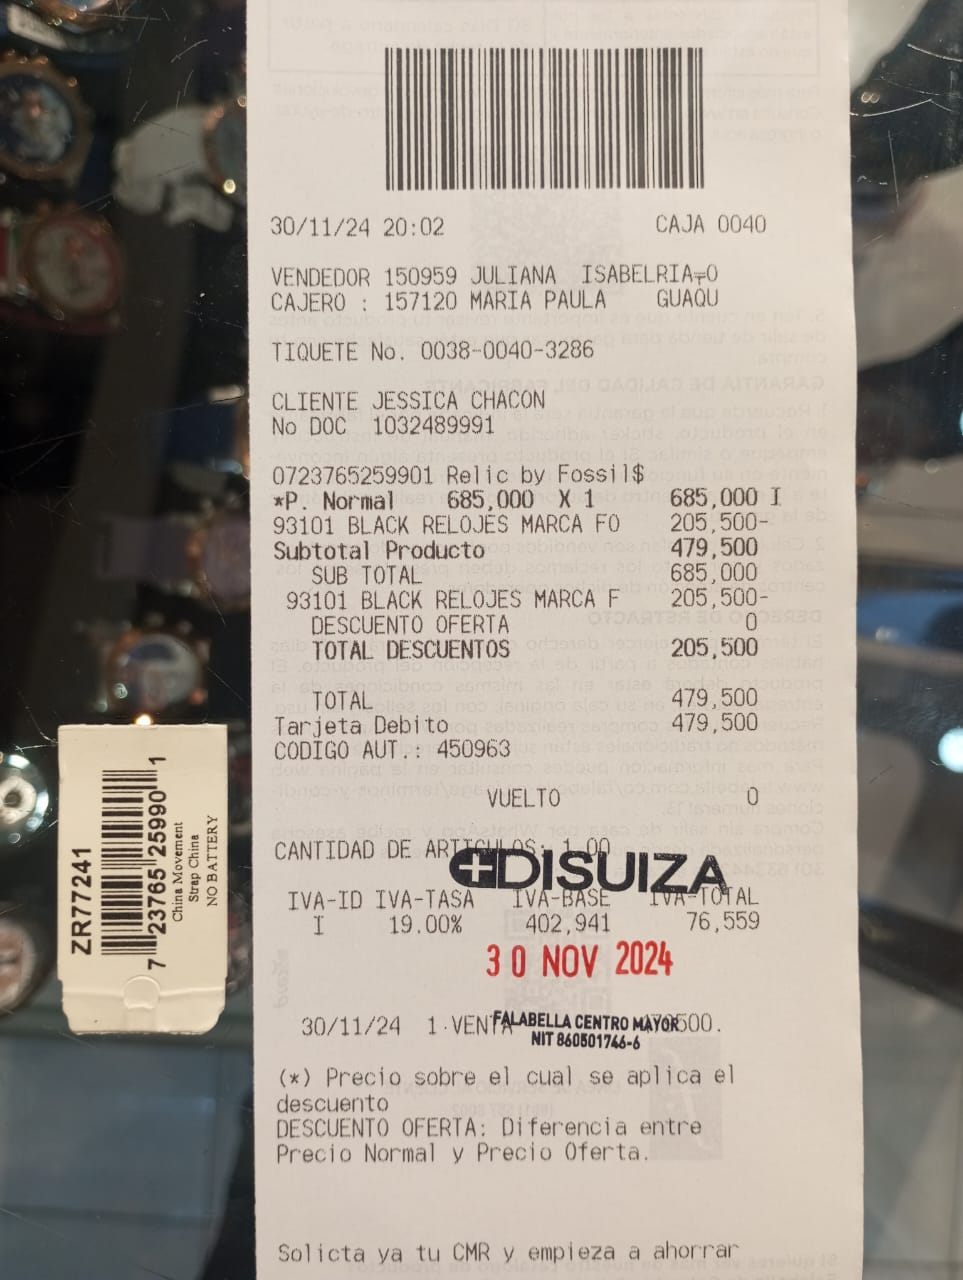 30/11/24 20:02 CAJA 0040
VENDEDOR 150959 JULIANA ISABELRIA┬O
CAJERO : 157120 MARIA PAULA GUAQU
TIQUETE No. 0038-0040-3286
CLIENTE JESSICA CHACON
No DOC 1032489991
0723765259901 Relic by Fossil$
*P. Normal 685,000 X 1 685,000 I
93101 BLACK RELOJES MARCA FO 205,500-
Subtotal Producto 479,500
SUB TOTAL 685,000
93101 BLACK RELOJES MARCA F 205,500-
DESCUENTO OFERTA 0
TOTAL DESCUENTOS 205,500
TOTAL 479,500
Tarjeta Debito 479,500
CODIGO AUT.: 450963
VUELTO 0
CANTIDAD DE ARTICULOS: 1.00
DISUIZA
IVA-ID IVA-TASA IVA-BASE IVA-TOTAL
I 19.00% 402,941 76,559
30 NOV 2024
30/11/24 1 VENTA
FALABELLA CENTRO MAYOR
NIT 860501746-6
(*) Precio sobre el cual se aplica el
descuento
DESCUENTO OFERTA: Diferencia entre
Precio Normal y Precio Oferta.
Solicta ya tu CMR y empieza a ahorrar
ZR77241
7 23765 25990 1
China Movement
Strap China
NO BATTERY